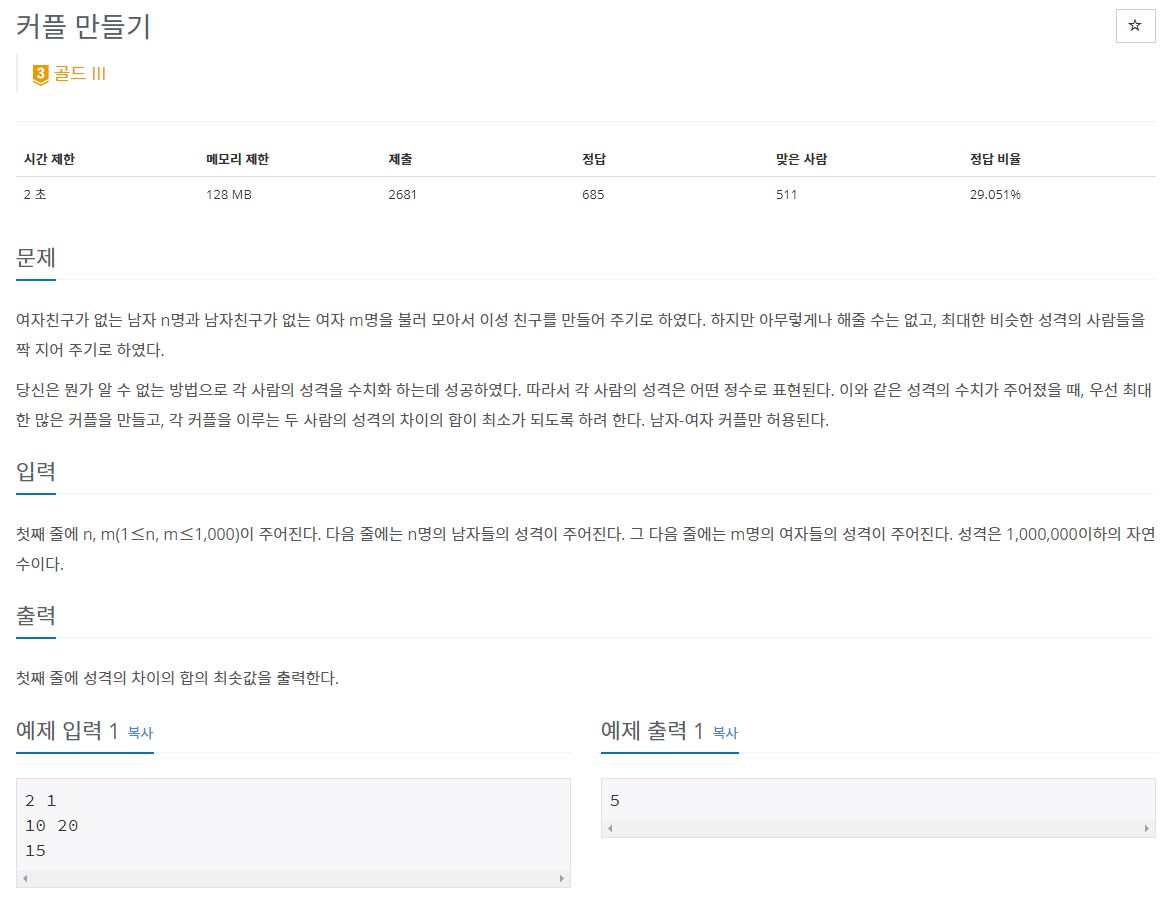 커플 만들기
☆
3 골드 III
시간 제한 메모리 제한 제출 정답 맞은 사람 정답 비율
2 초 128 MB 2681 685 511 29.051%
문제
여자친구가 없는 남자 n명과 남자친구가 없는 여자 m명을 불러 모아서 이성 친구를 만들어 주기로 하였다. 하지만 아무렇게나 해줄 수는 없고, 최대한 비슷한 성격의 사람들을
짝 지어 주기로 하였다.
당신은 뭔가 알 수 없는 방법으로 각 사람의 성격을 수치화 하는데 성공하였다. 따라서 각 사람의 성격은 어떤 정수로 표현된다. 이와 같은 성격의 수치가 주어졌을 때, 우선 최대
한 많은 커플을 만들고, 각 커플을 이루는 두 사람의 성격의 차이의 합이 최소가 되도록 하려 한다. 남자-여자 커플만 허용된다.
입력
첫째 줄에 n, m(1≤n, m≤1,000)이 주어진다. 다음 줄에는 n명의 남자들의 성격이 주어진다. 그 다음 줄에는 m명의 여자들의 성격이 주어진다. 성격은 1,000,000이하의 자연
수이다.
출력
첫째 줄에 성격의 차이의 합의 최솟값을 출력한다.
예제 입력 1 복사
2 1
10 20
15
예제 출력 1 복사
5